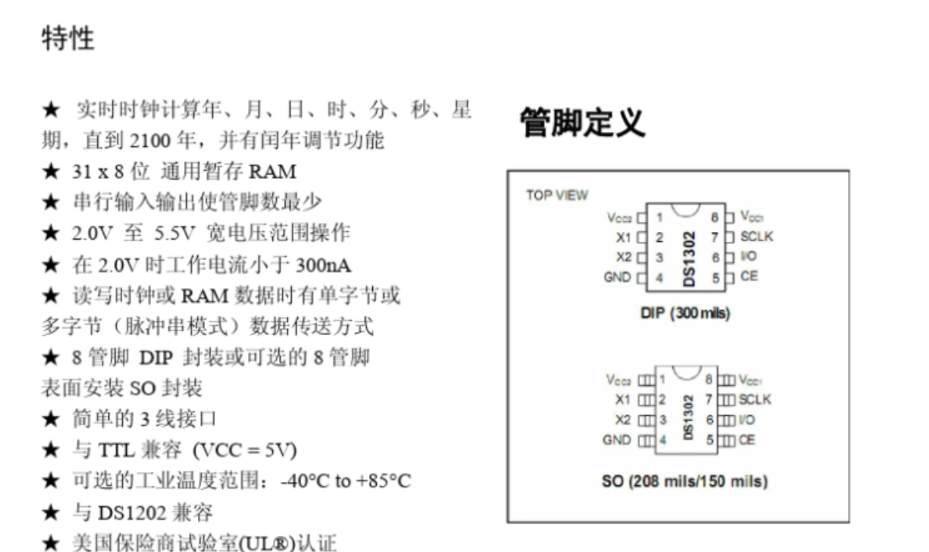 特性
★ 实时时钟计算年、月、日、时、分、秒、星
期，直到 2100 年，并有闰年调节功能
★ 31 x 8 位 通用暂存 RAM
★ 串行输入输出使管脚数最少
★ 2.0V 至 5.5V 宽电压范围操作
★ 在 2.0V 时工作电流小于 300nA
★ 读写时钟或 RAM 数据时有单字节或
多字节（脉冲串模式）数据传送方式
★ 8 管脚 DIP 封装或可选的 8 管脚
表面安装 SO 封装
★ 简单的 3 线接口
★ 与 TTL 兼容 (VCC = 5V)
★ 可选的工业温度范围：-40°C to +85°C
★ 与 DS1202 兼容
★ 美国保险商试验室(UL®)认证
管脚定义
TOP VIEW
VCC2 1 8 VCC1
X1 2 7 SCLK
X2 3 6 I/O
GND 4 5 CE
DS1302
DIP (300 mils)
VCC2 1 8 VCC1
X1 2 7 SCLK
X2 3 6 I/O
GND 4 5 CE
DS1302
SO (208 mils/150 mils)